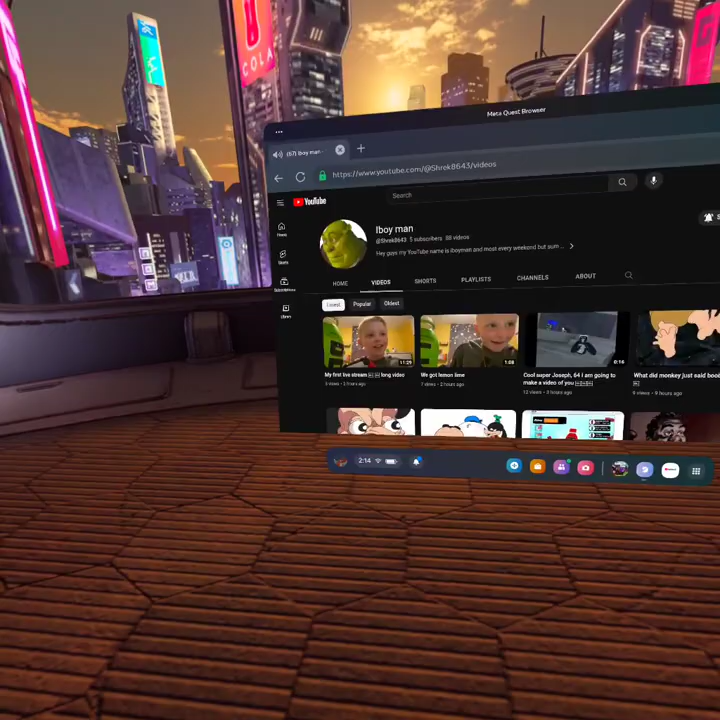 COLA
Meta Quest Browser
(67) Iboy man -
https://www.youtube.com/@Shrek8643/videos
YouTube
Search
Iboy man
@Shrek8643 5 subscribers 88 videos
Hey guys my YouTube name is iboyman and most every weekend but sum ...
Home
Shorts
Subscriptions
Library
HOME VIDEOS SHORTS PLAYLISTS CHANNELS ABOUT
Latest Popular Oldest
11:29
1:08
0:16
My first live stream long video
3 views • 2 hours ago
We got lemon lime
7 views • 2 hours ago
Cool super Joseph, 64 I am going to
make a video of you
12 views • 3 hours ago
What did monkey just said boo
9 views • 9 hours ago
2:14